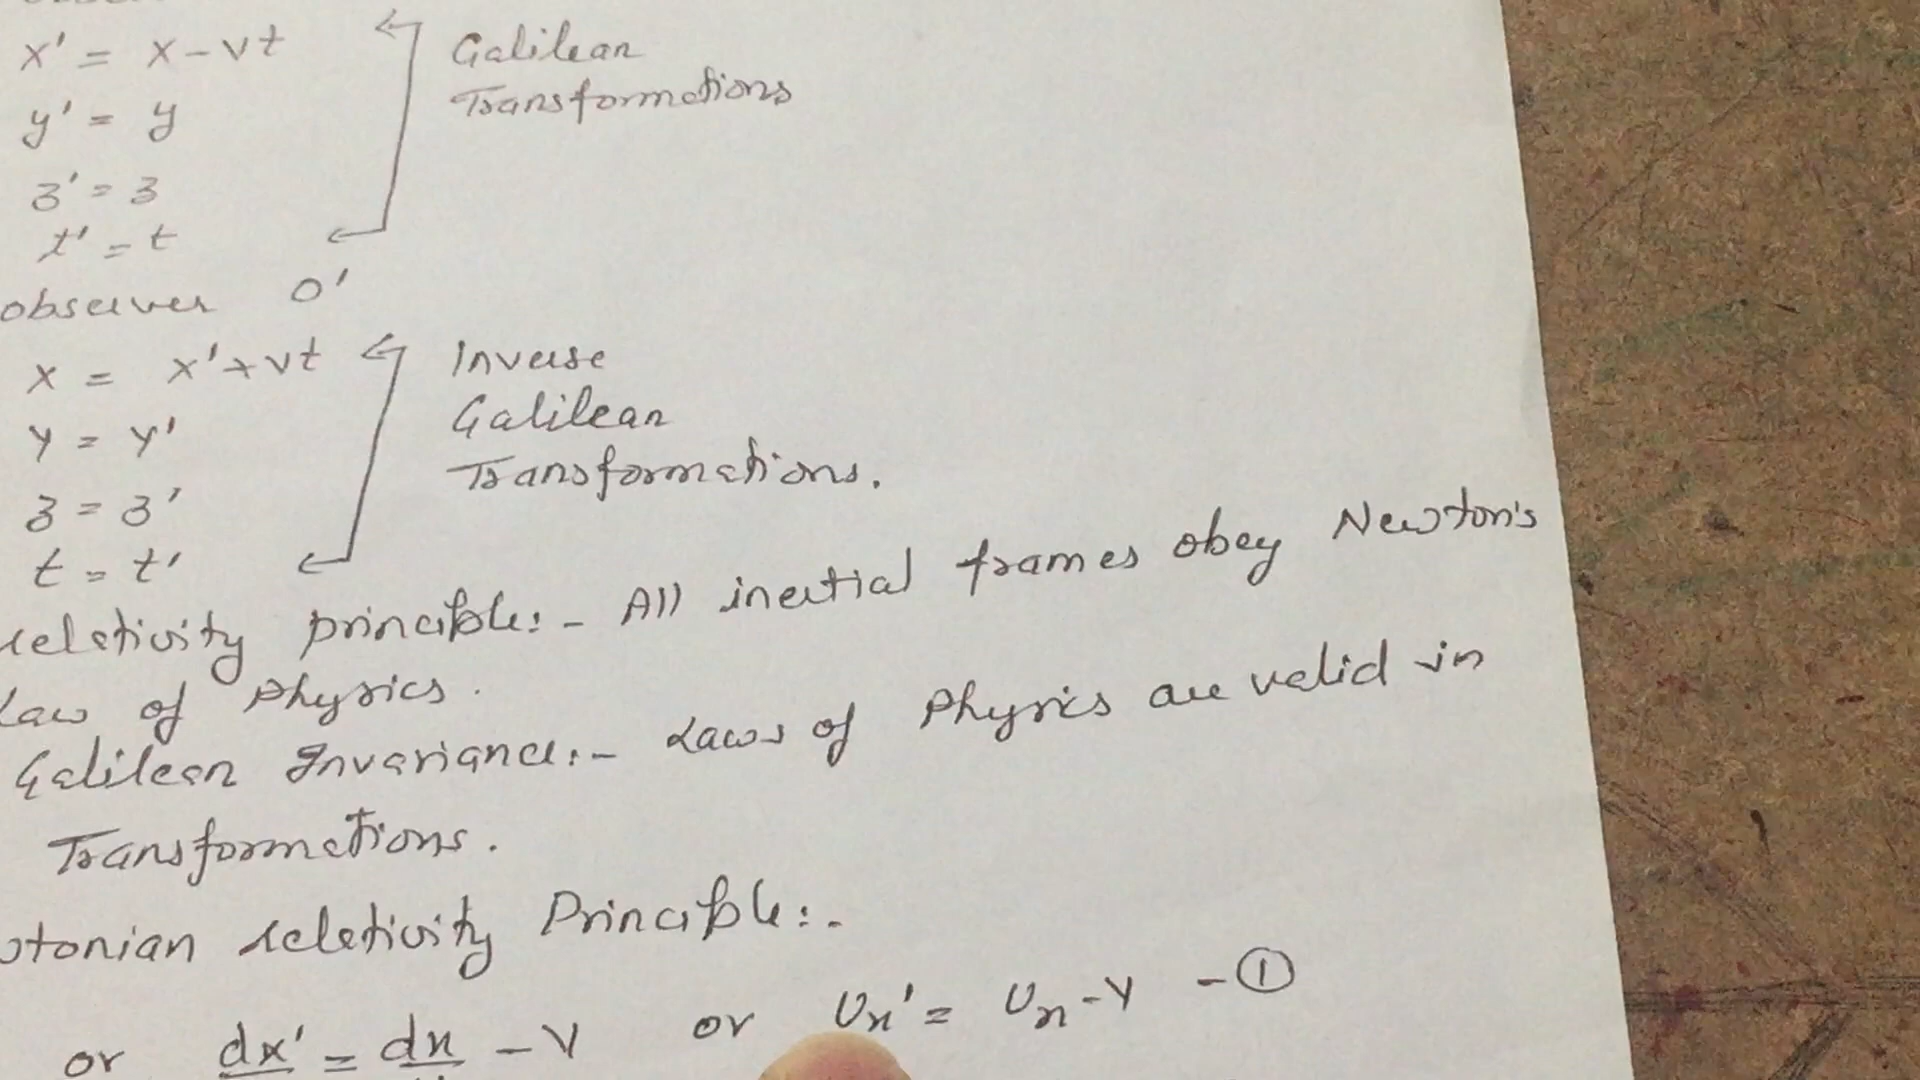 x' = x - vt
Galilean
Transformations
y' = y
z' = z
t' = t
observer O'
x = x' + vt
Inverse
Galilean
Transformations.
y = y'
z = z'
t = t'
relativity principle:- All inertial frames obey Newton's
Law of Physics.
Galilean Invariance:- Laws of Physics are valid in
Transformations.
relativity Principle:-
or dx' = dx - v or Ux' = Ux - v - ①